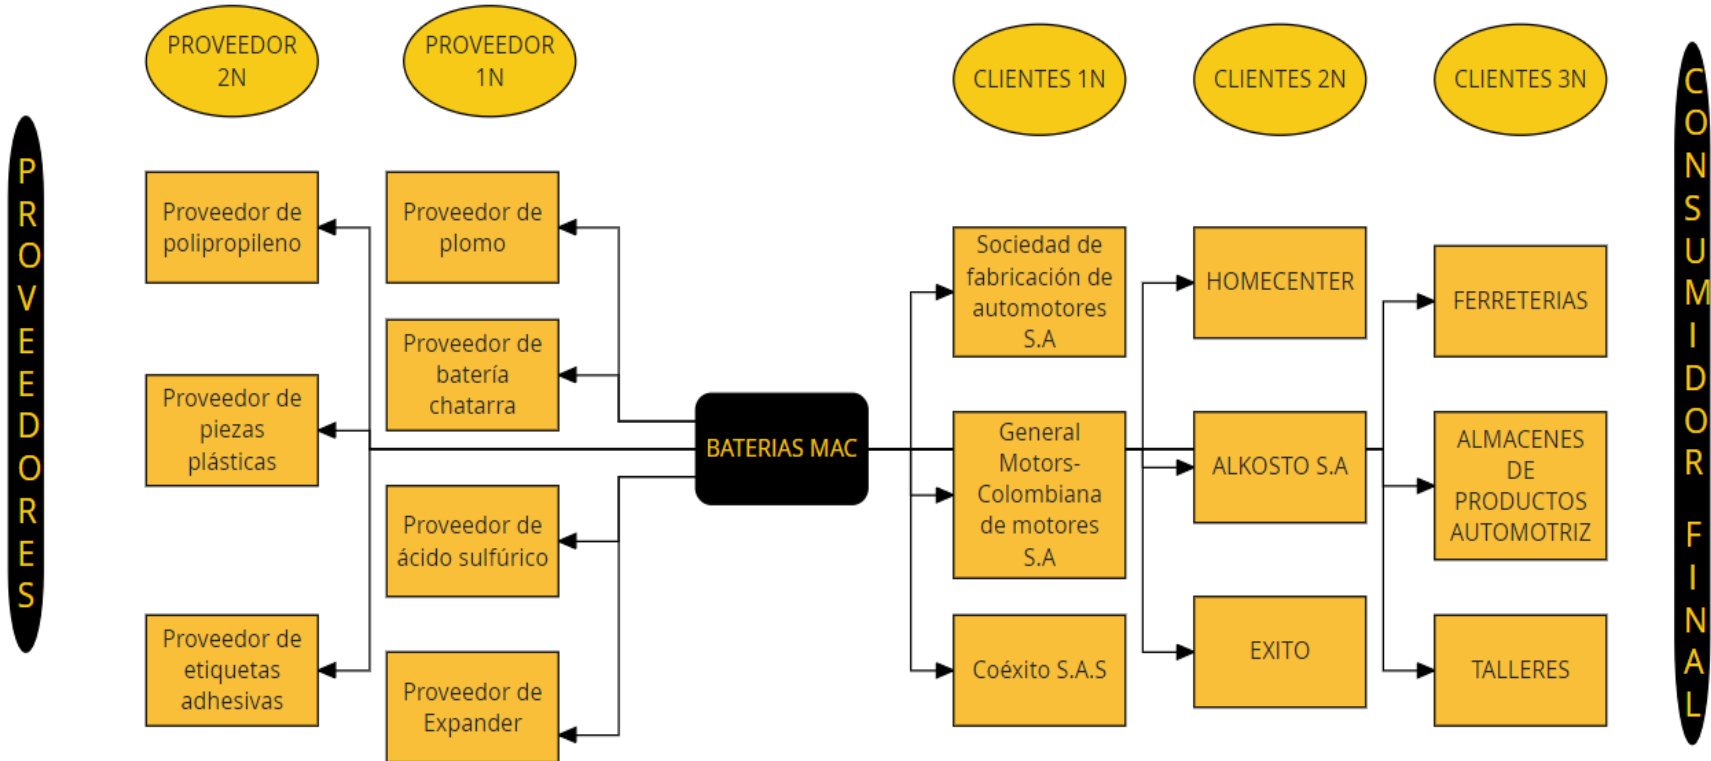 PROVEEDORES
PROVEEDOR
2N
Proveedor de
polipropileno
Proveedor de
piezas
plásticas
Proveedor de
etiquetas
adhesivas
PROVEEDOR
1N
Proveedor de
plomo
Proveedor de
batería
chatarra
Proveedor de
ácido sulfúrico
Proveedor de
Expander
BATERIAS MAC
CLIENTES 1N
Sociedad de
fabricación de
automotores
S.A
General
Motors-
Colombiana
de motores
S.A
Coéxito S.A.S
CLIENTES 2N
HOMECENTER
ALKOSTO S.A
EXITO
CLIENTES 3N
FERRETERIAS
ALMACENES
DE
PRODUCTOS
AUTOMOTRIZ
TALLERES
CONSUMIDOR FINAL